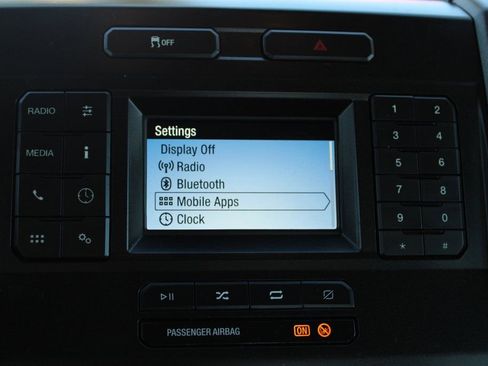 OFF
RADIO
MEDIA
Settings
Display Off
Radio
Bluetooth
Mobile Apps
Clock
1 2
3 4
5 6
7 8
9 0
* #
PASSENGER AIRBAG ON